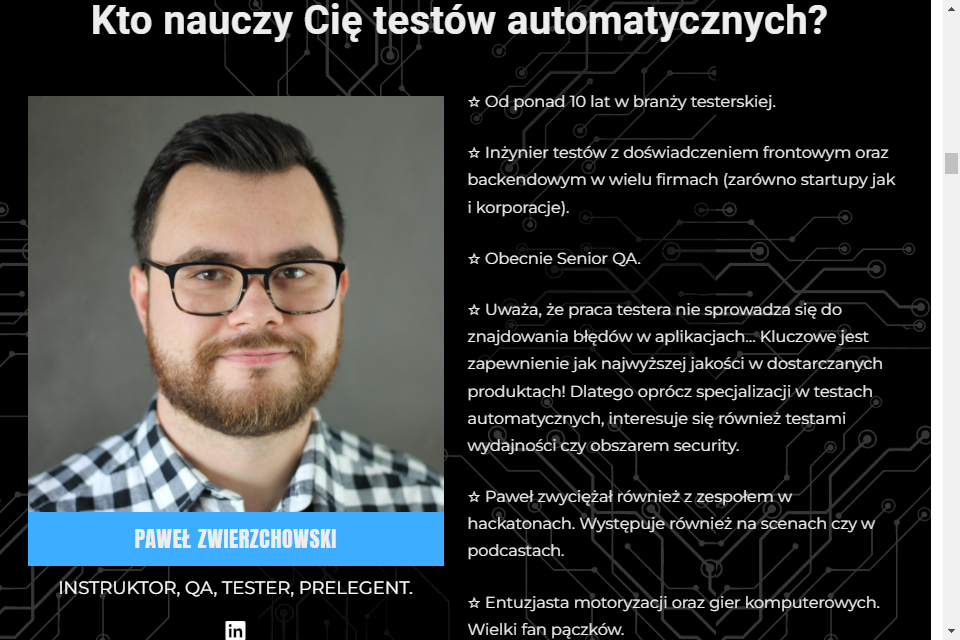 Kto nauczy Cię testów automatycznych?
☆ Od ponad 10 lat w branży testerskiej.
☆ Inżynier testów z doświadczeniem frontowym oraz
backendowym w wielu firmach (zarówno startupy jak
i korporacje).
☆ Obecnie Senior QA.
☆ Uważa, że praca testera nie sprowadza się do
znajdowania błędów w aplikacjach... Kluczowe jest
zapewnienie jak najwyższej jakości w dostarczanych
produktach! Dlatego oprócz specjalizacji w testach
automatycznych, interesuje się również testami
wydajności czy obszarem security.
☆ Paweł zwyciężał również z zespołem w
hackatonach. Występuje również na scenach czy w
podcastach.
☆ Entuzjasta motoryzacji oraz gier komputerowych.
Wielki fan pączków.
PAWEŁ ZWIERZCHOWSKI
INSTRUKTOR, QA, TESTER, PRELEGENT.
in